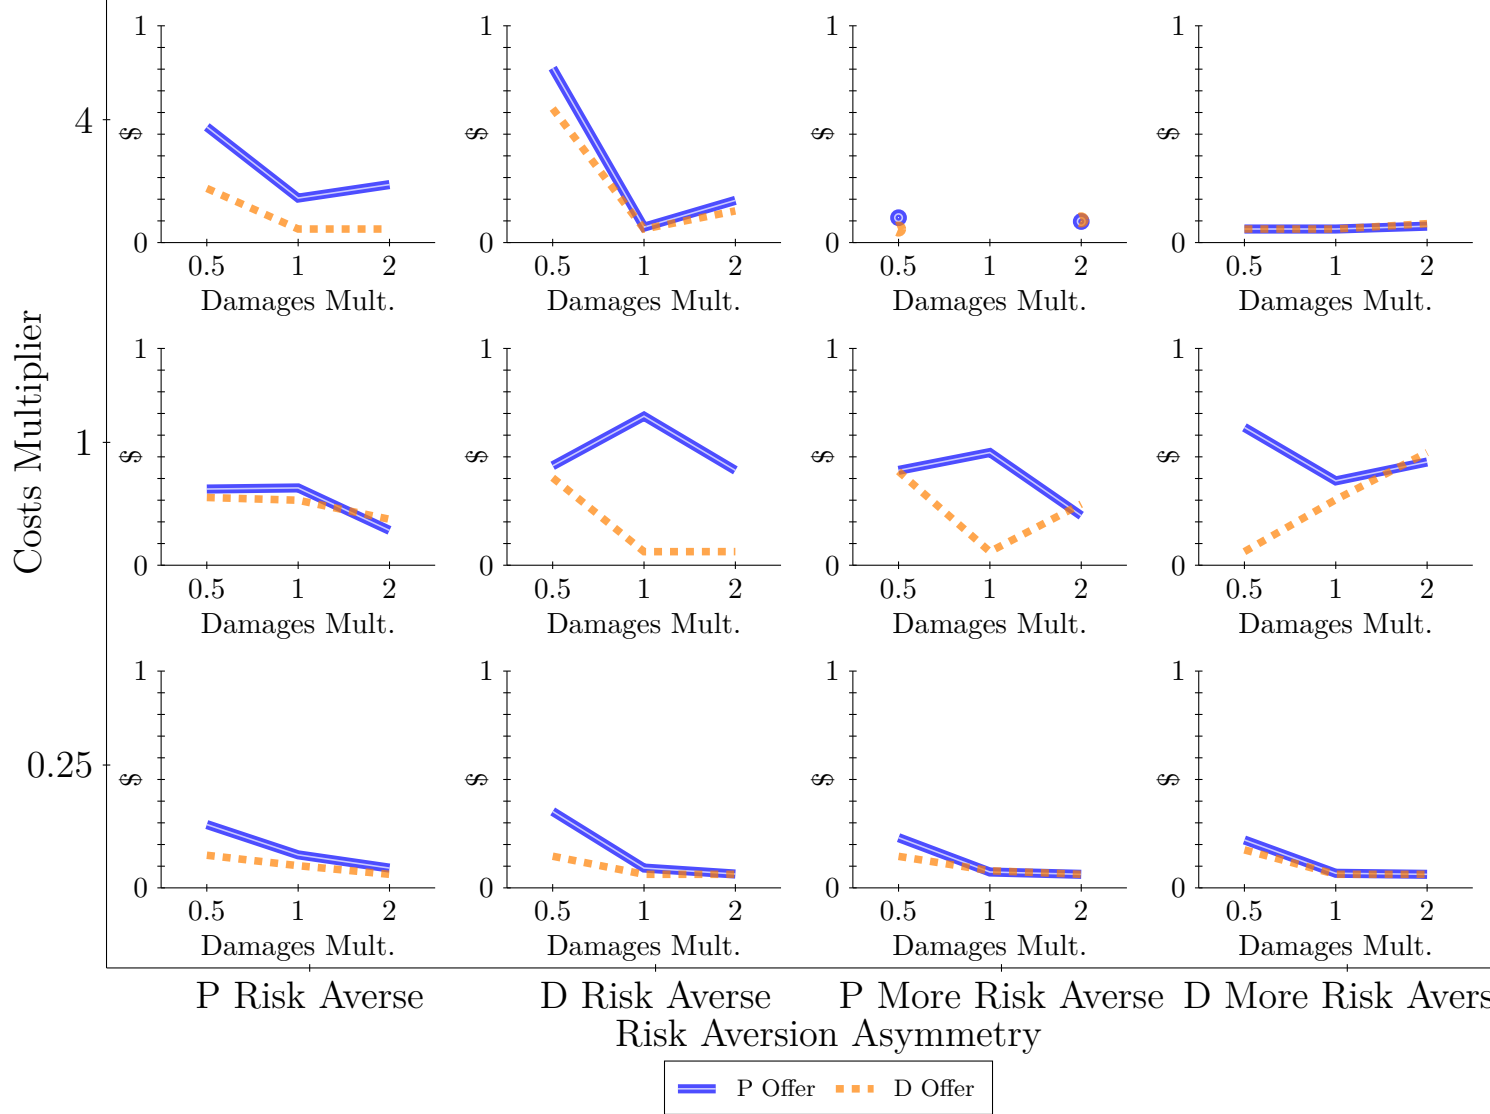 Costs Multiplier
4
1
$
0
0.5 1 2
Damages Mult.
1
$
0
0.5 1 2
Damages Mult.
1
$
0
0.5 1 2
Damages Mult.
1
$
0
0.5 1 2
Damages Mult.
1
1
$
0
0.5 1 2
Damages Mult.
1
$
0
0.5 1 2
Damages Mult.
1
$
0
0.5 1 2
Damages Mult.
1
$
0
0.5 1 2
Damages Mult.
0.25
1
$
0
0.5 1 2
Damages Mult.
1
$
0
0.5 1 2
Damages Mult.
1
$
0
0.5 1 2
Damages Mult.
1
$
0
0.5 1 2
Damages Mult.
P Risk Averse D Risk Averse P More Risk Averse D More Risk Avers
Risk Aversion Asymmetry
P Offer D Offer